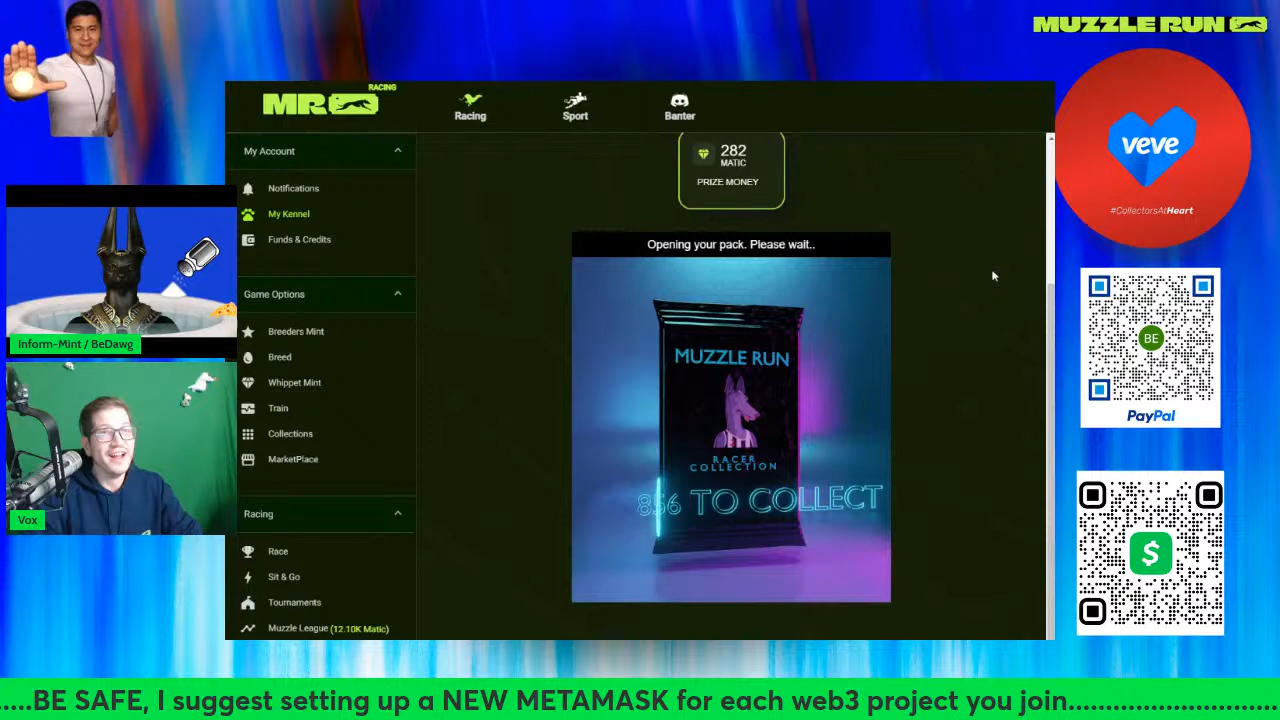 MUZZLE RUN
RACING
MR
Racing
Sport
Banter
My Account
Notifications
My Kennel
Funds & Credits
Game Options
Breeders Mint
Breed
Whippet Mint
Train
Collections
MarketPlace
Racing
Race
Sit & Go
Tournaments
Muzzle League (12.10K Matic)
282
MATIC
PRIZE MONEY
Opening your pack. Please wait..
MUZZLE RUN
RACER
COLLECTION
856 TO COLLECT
Inform-Mint / BeDawg
Vox
veve
#CollectorsAtHeart
BE
PayPal
$
.....BE SAFE, I suggest setting up a NEW METAMASK for each web3 project you join..........................